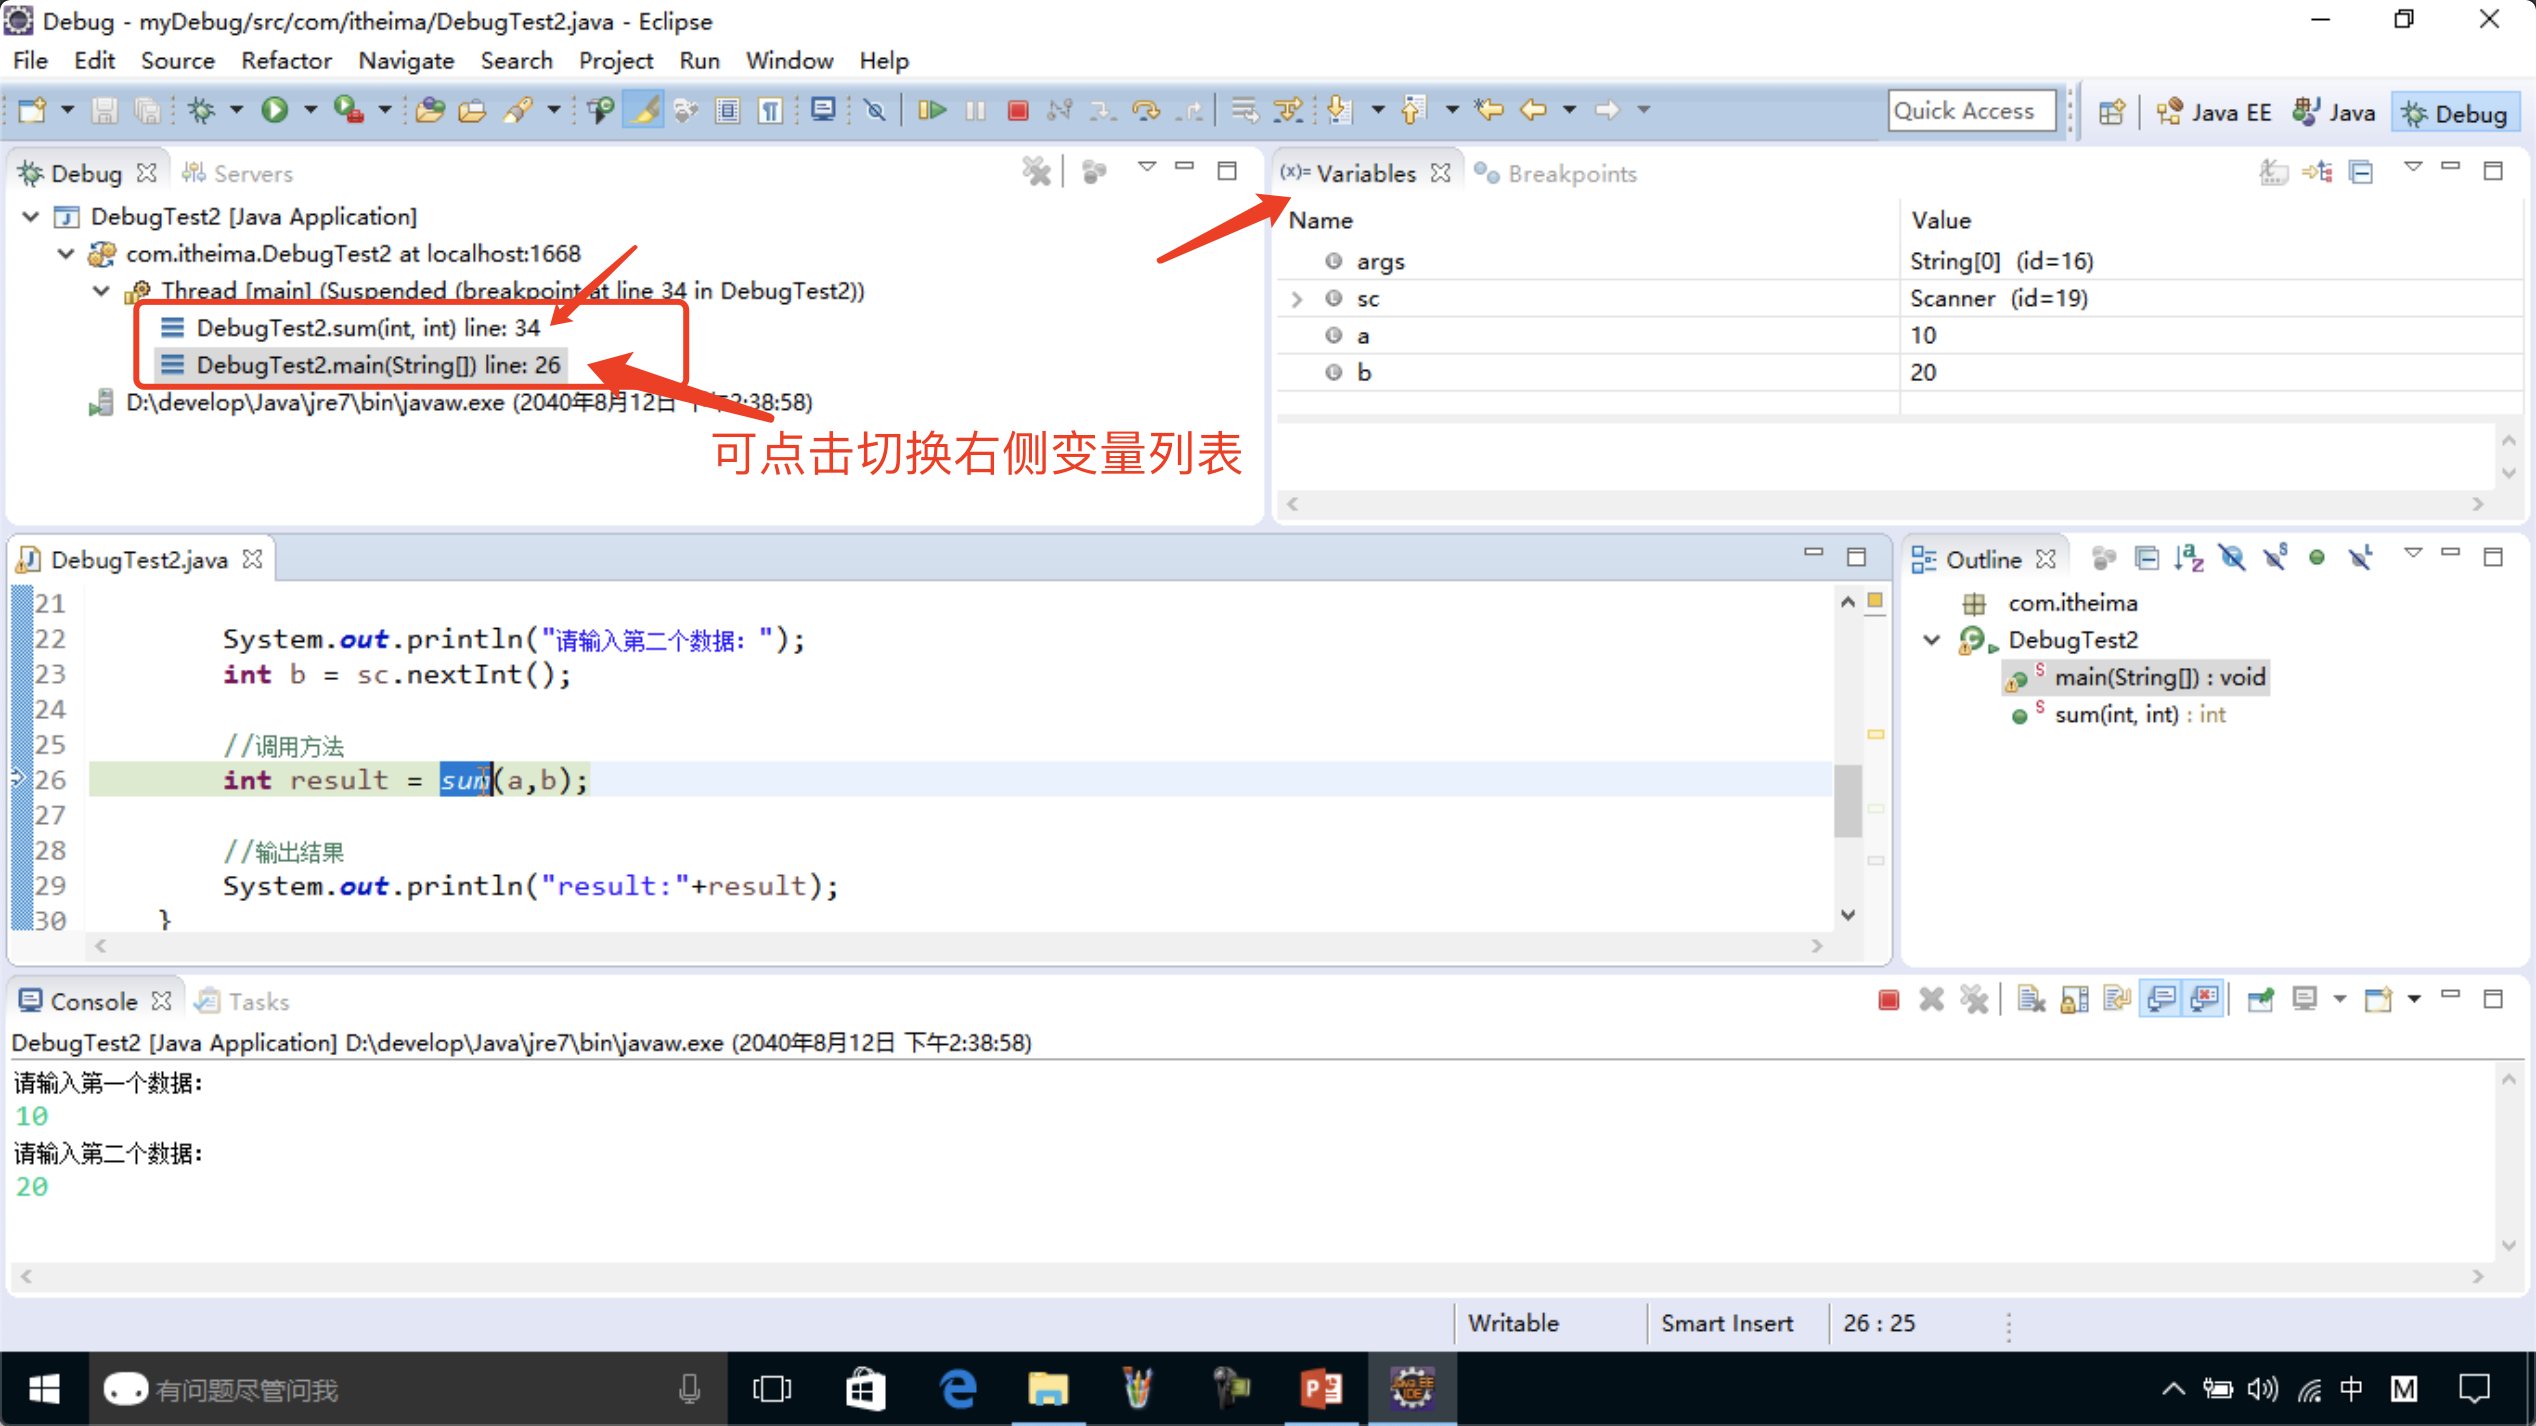 Debug - myDebug/src/com/itheima/DebugTest2.java - Eclipse
File Edit Source Refactor Navigate Search Project Run Window Help
Quick Access Java EE Java Debug
Debug Servers
DebugTest2 [Java Application]
com.itheima.DebugTest2 at localhost:1668
Thread [main] (Suspended (breakpoint at line 34 in DebugTest2))
DebugTest2.sum(int, int) line: 34
DebugTest2.main(String[]) line: 26
D:\develop\Java\jre7\bin\javaw.exe (2040年8月12日 下午2:38:58)
可点击切换右侧变量列表
(x)= Variables Breakpoints
Name Value
args String[0] (id=16)
sc Scanner (id=19)
a 10
b 20
DebugTest2.java
21
22 System.out.println("请输入第二个数据：");
23 int b = sc.nextInt();
24
25 //调用方法
26 int result = sum(a,b);
27
28 //输出结果
29 System.out.println("result:"+result);
30 }
Outline
com.itheima
DebugTest2
main(String[]) : void
sum(int, int) : int
Console Tasks
DebugTest2 [Java Application] D:\develop\Java\jre7\bin\javaw.exe (2040年8月12日 下午2:38:58)
请输入第一个数据：
10
请输入第二个数据：
20
Writable Smart Insert 26 : 25
有问题尽管问我
中 M